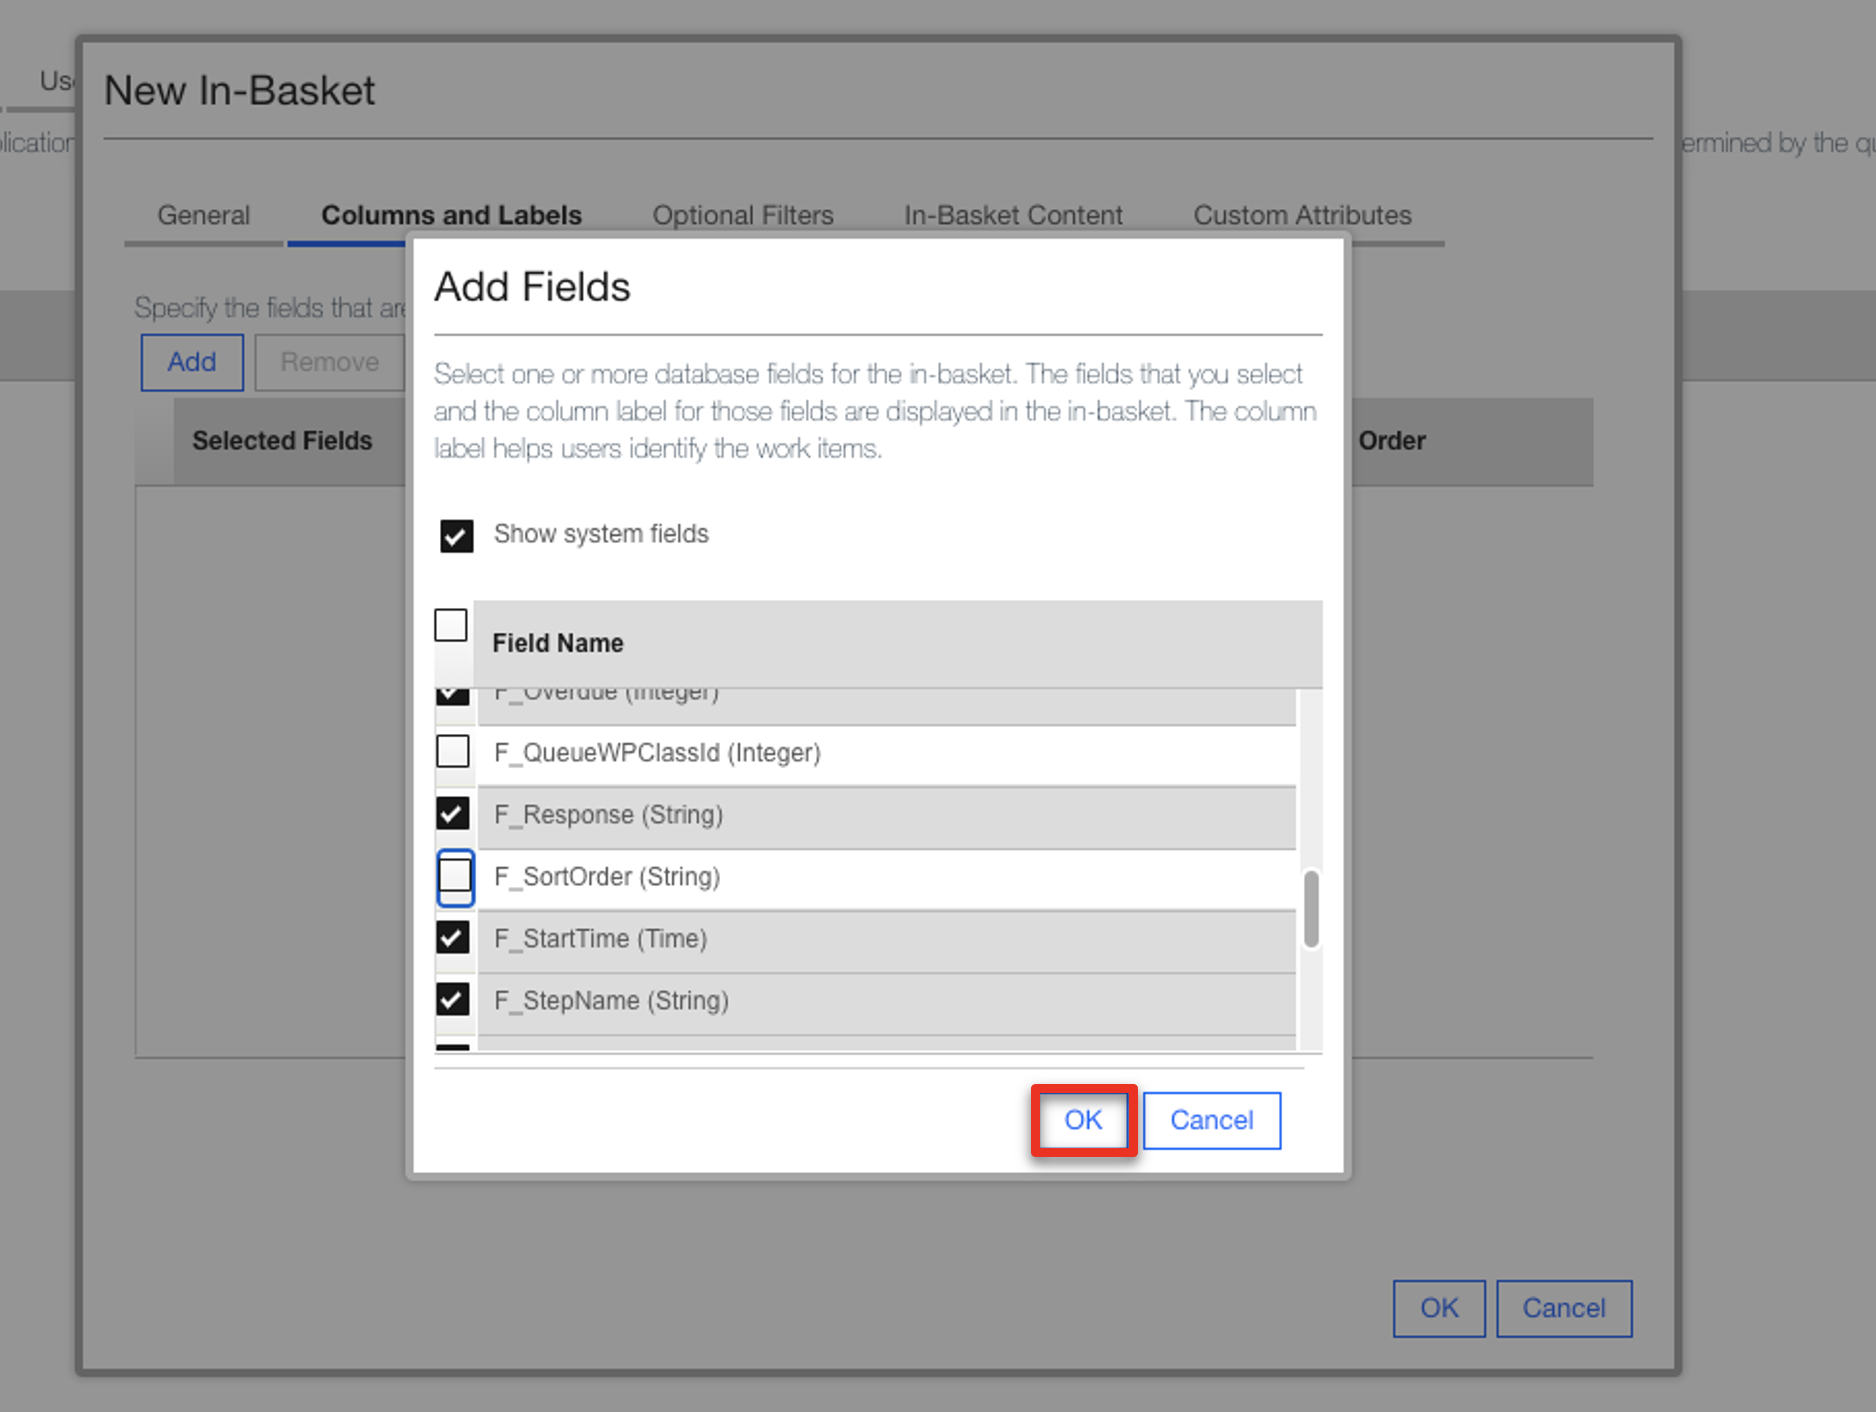 Use
New In-Basket
lication
ermined by the qu
General Columns and Labels Optional Filters In-Basket Content Custom Attributes
Add Fields
Specify the fields that are
Add Remove
Select one or more database fields for the in-basket. The fields that you select
and the column label for those fields are displayed in the in-basket. The column
label helps users identify the work items.
Selected Fields
Order
Show system fields
Field Name
F_Overdue (Integer)
F_QueueWPClassId (Integer)
F_Response (String)
F_SortOrder (String)
F_StartTime (Time)
F_StepName (String)
OK Cancel
OK Cancel